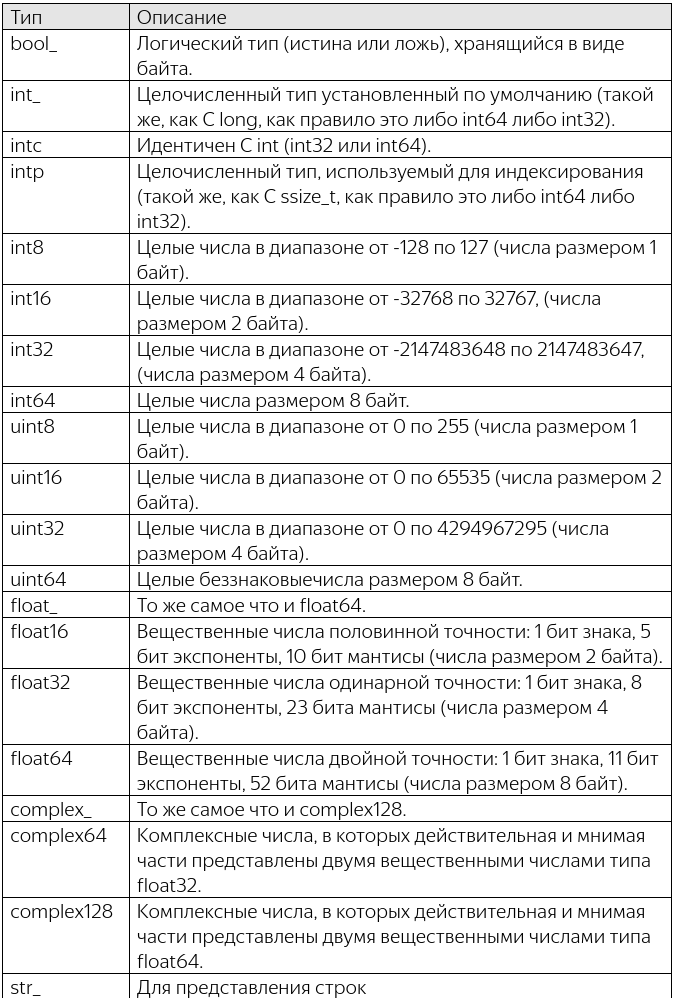 Тип Описание
bool_ Логический тип (истина или ложь), хранящийся в виде
байта.
int_ Целочисленный тип установленный по умолчанию (такой
же, как C long, как правило это либо int64 либо int32).
intc Идентичен C int (int32 или int64).
intp Целочисленный тип, используемый для индексирования
(такой же, как C ssize_t, как правило это либо int64 либо
int32).
int8 Целые числа в диапазоне от -128 по 127 (числа размером 1
байт).
int16 Целые числа в диапазоне от -32768 по 32767, (числа
размером 2 байта).
int32 Целые числа в диапазоне от -2147483648 по 2147483647,
(числа размером 4 байта).
int64 Целые числа размером 8 байт.
uint8 Целые числа в диапазоне от 0 по 255 (числа размером 1
байт).
uint16 Целые числа в диапазоне от 0 по 65535 (числа размером 2
байта).
uint32 Целые числа в диапазоне от 0 по 4294967295 (числа
размером 4 байта).
uint64 Целые беззнаковыечисла размером 8 байт.
float_ То же самое что и float64.
float16 Вещественные числа половинной точности: 1 бит знака, 5
бит экспоненты, 10 бит мантисы (числа размером 2 байта).
float32 Вещественные числа одинарной точности: 1 бит знака, 8
бит экспоненты, 23 бита мантисы (числа размером 4
байта).
float64 Вещественные числа двойной точности: 1 бит знака, 11 бит
экспоненты, 52 бита мантисы (числа размером 8 байт).
complex_ То же самое что и complex128.
complex64 Комплексные числа, в которых действительная и мнимая
части представлены двумя вещественными числами типа
float32.
complex128 Комплексные числа, в которых действительная и мнимая
части представлены двумя вещественными числами типа
float64.
str_ Для представления строк